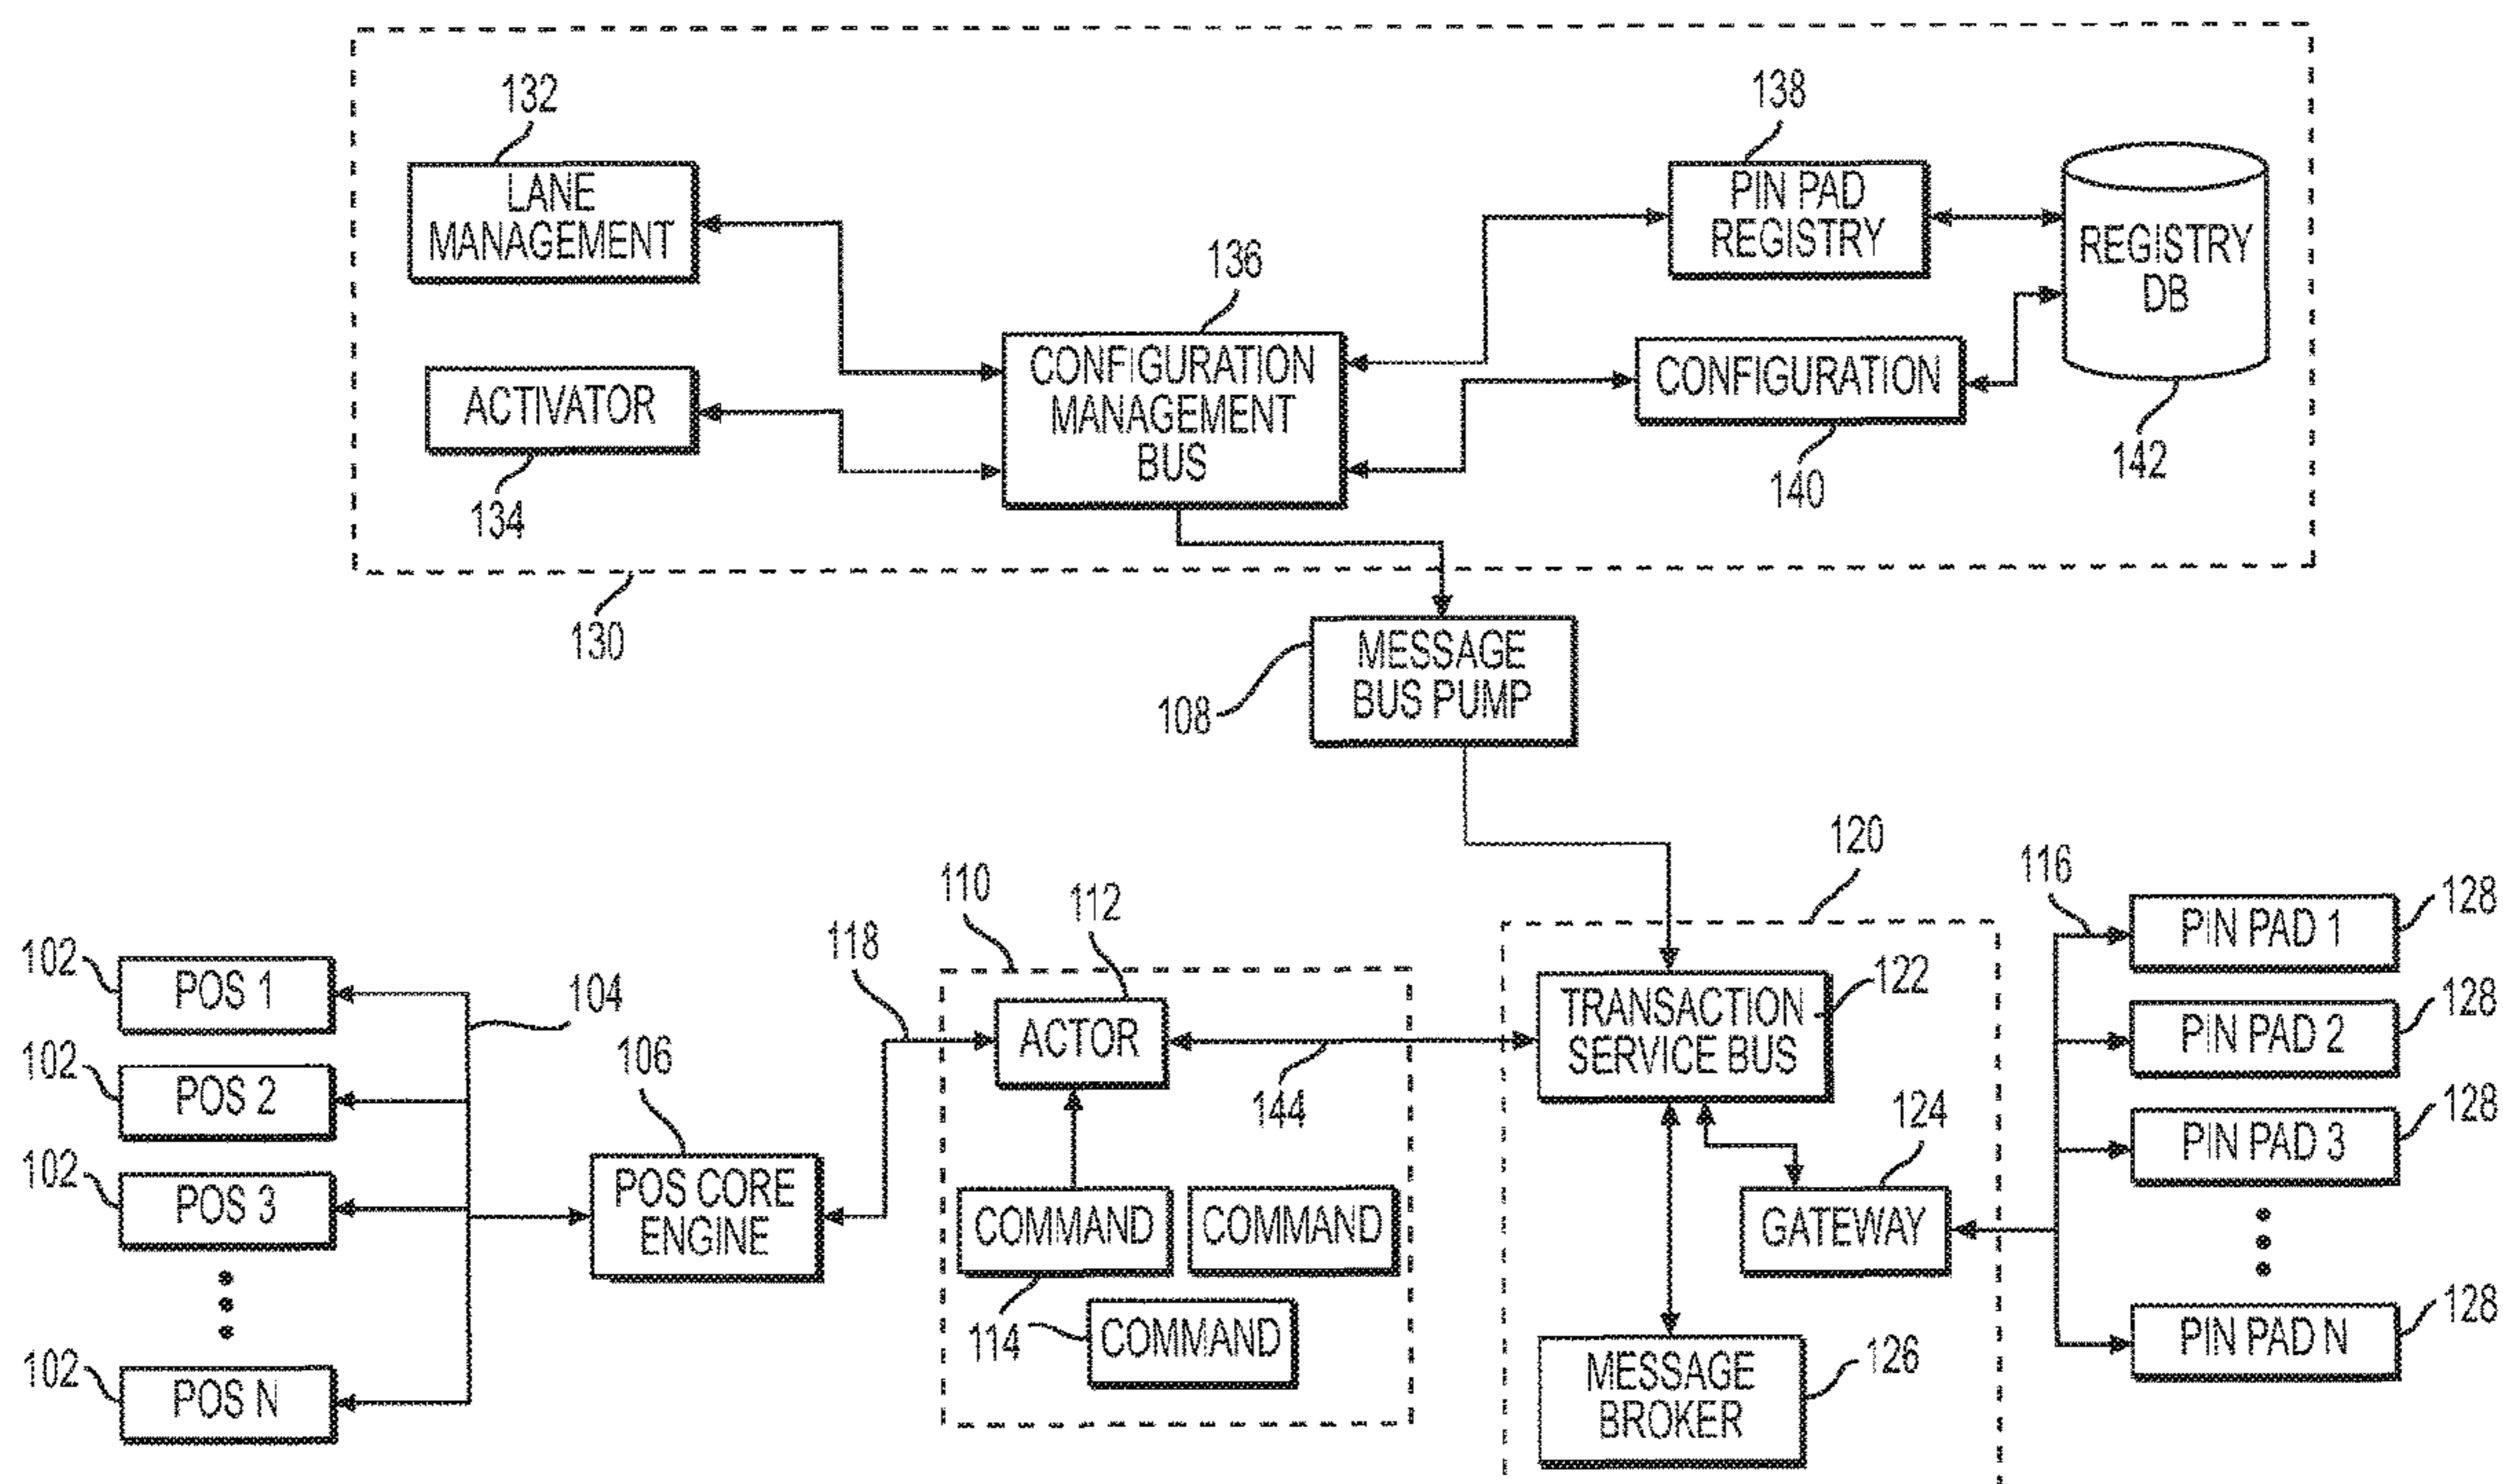 132
138
LANE
MANAGEMENT
PIN PAD
REGISTRY
REGISTRY
DB
136
CONFIGURATION
MANAGEMENT
BUS
ACTIVATOR
CONFIGURATION
134
140
142
130
MESSAGE
BUS PUMP
108
120
110
112
116
118
102
POS 1
104
ACTOR
TRANSACTION
SERVICE BUS
122
PIN PAD 1
128
102
POS 2
106
144
124
PIN PAD 2
128
102
POS 3
POS CORE
ENGINE
COMMAND
COMMAND
GATEWAY
PIN PAD 3
128
114
COMMAND
102
POS N
MESSAGE
BROKER
126
PIN PAD N
128